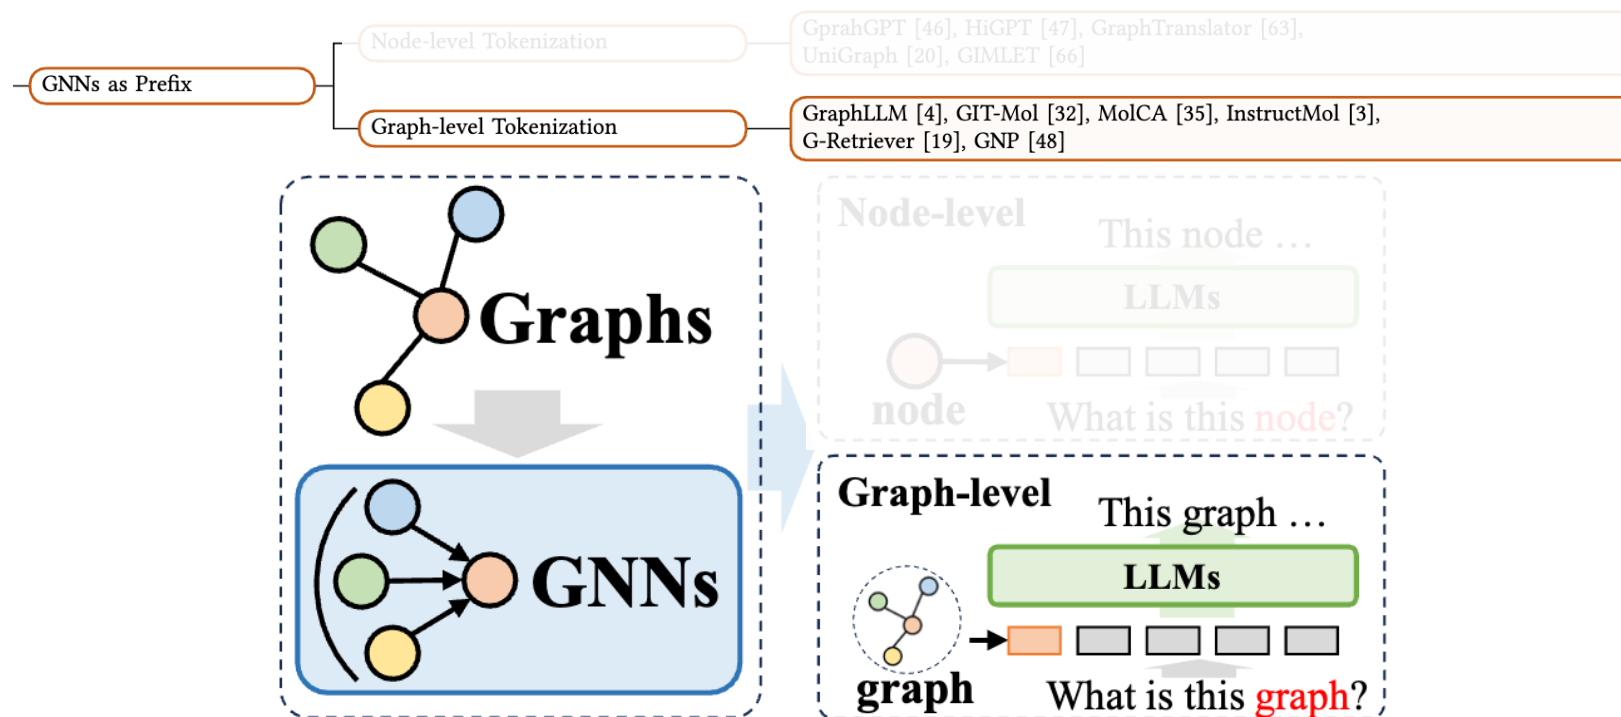 Node-level Tokenization
GprahGPT [46], HiGPT [47], GraphTranslator [63],
UniGraph [20], GIMLET [66]
GNNs as Prefix
Graph-level Tokenization
GraphLLM [4], GIT-Mol [32], MolCA [35], InstructMol [3],
G-Retriever [19], GNP [48]
Graphs
GNNs
Node-level
This node …
LLMs
node
What is this node?
Graph-level
This graph …
LLMs
graph
What is this graph?